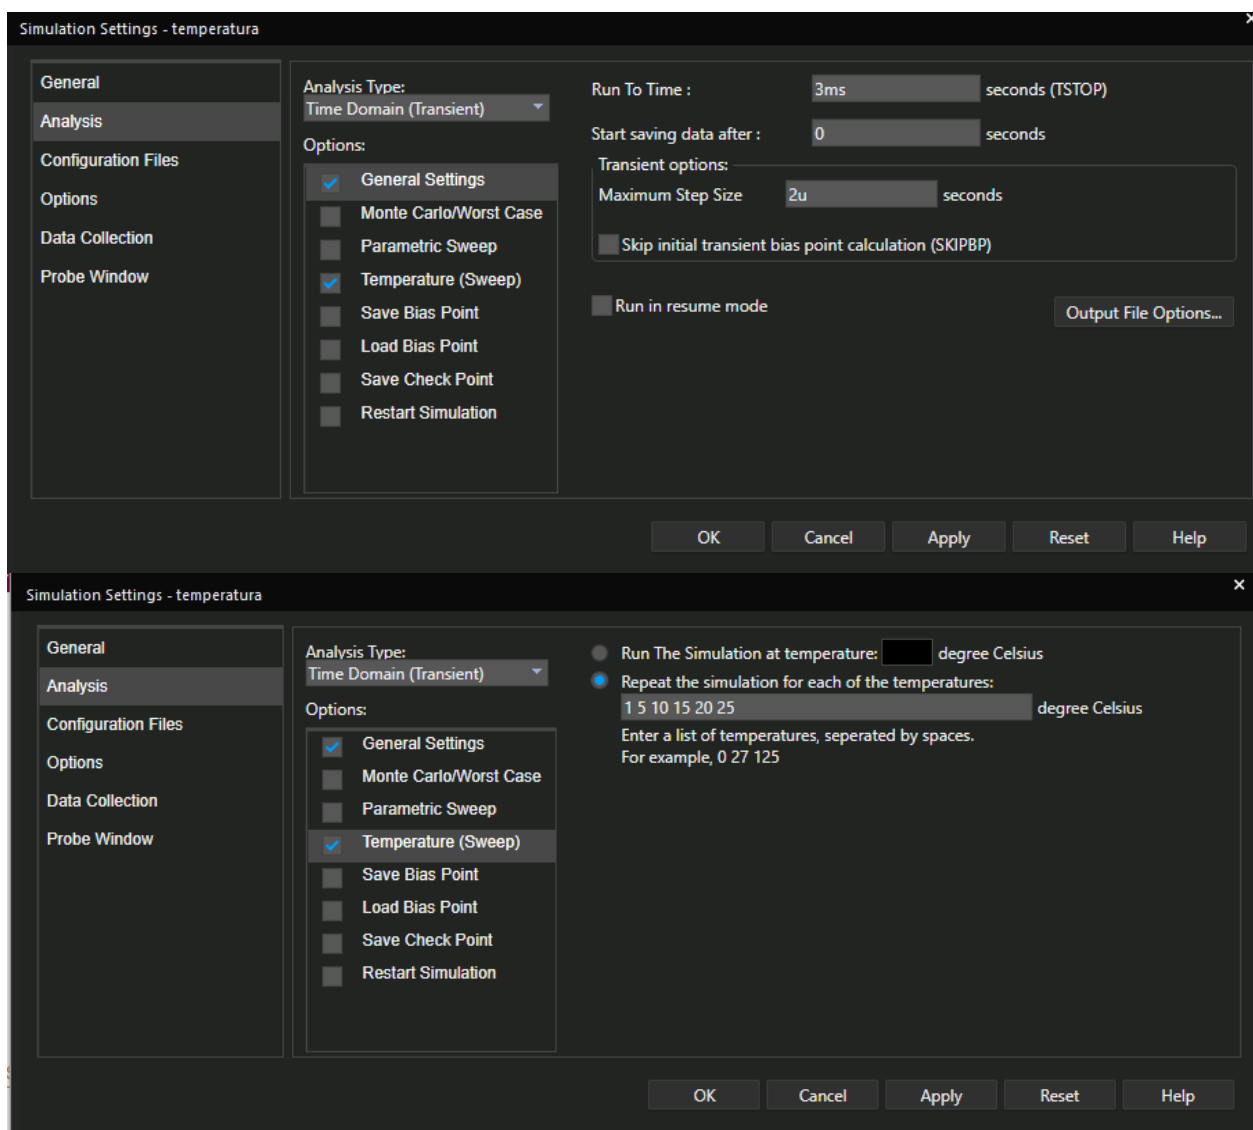 Simulation Settings - temperatura
General
Analysis
Configuration Files
Options
Data Collection
Probe Window
Analysis Type:
Time Domain (Transient)
Options:
General Settings
Monte Carlo/Worst Case
Parametric Sweep
Temperature (Sweep)
Save Bias Point
Load Bias Point
Save Check Point
Restart Simulation
Run To Time : 3ms seconds (TSTOP)
Start saving data after : 0 seconds
Transient options:
Maximum Step Size 2u seconds
Skip initial transient bias point calculation (SKIPBP)
Run in resume mode
Output File Options...
OK Cancel Apply Reset Help
Simulation Settings - temperatura
General
Analysis
Configuration Files
Options
Data Collection
Probe Window
Analysis Type:
Time Domain (Transient)
Options:
General Settings
Monte Carlo/Worst Case
Parametric Sweep
Temperature (Sweep)
Save Bias Point
Load Bias Point
Save Check Point
Restart Simulation
Run The Simulation at temperature: degree Celsius
Repeat the simulation for each of the temperatures:
1 5 10 15 20 25 degree Celsius
Enter a list of temperatures, seperated by spaces.
For example, 0 27 125
OK Cancel Apply Reset Help